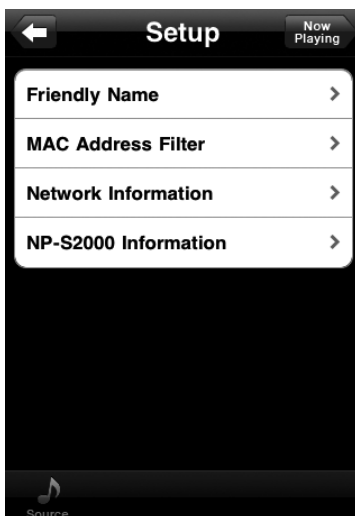 Setup
Now
Playing
Friendly Name
MAC Address Filter
Network Information
NP-S2000 Information
Source